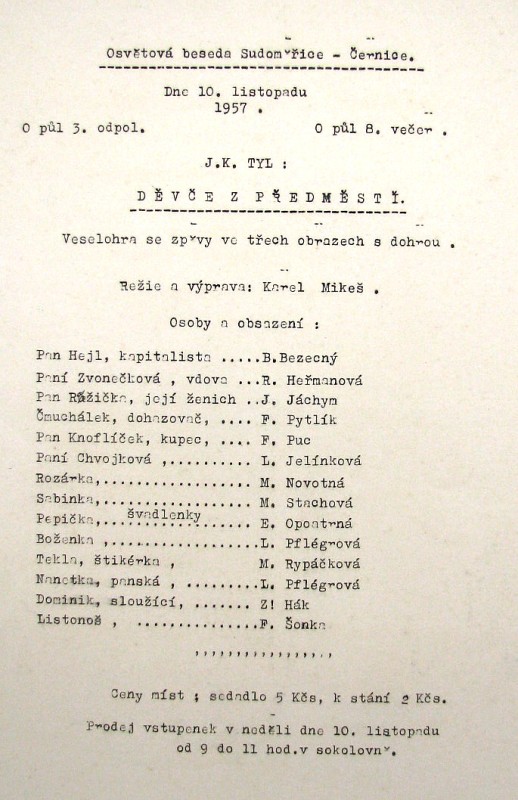 Osvětová beseda Sudoměřice - Černice.
Dne 10. listopadu
1957 .
O půl 3. odpol. O půl 8. večer .
J.K. TYL :
DĚVČE Z PŘEDMĚSTÍ.
Veselohra se zpěvy ve třech obrazech s dohrou .
Režie a výprava: Karel Mikeš .
Osoby a obsazení :
Pan Hejl, kapitalista .....B.Bezecný
Paní Zvonečková , vdova ...R. Heřmanová
Pan Růžička, její ženich ..J. Jáchym
Čmuchálek, dohazovač, .... F. Pytlík
Pan Knoflíček, kupec, .... F. Puc
Paní Chvojková ,..........L. Jelínková
Rozárka,..................M. Novotná
Sabinka,..................M. Stachová
švadlenky
Pepička,..................E. Opatrná
Boženka ,.................L. Pflégrová
Tekla, štikérka , M. Rypáčková
Nanetka, panská , .........L. Pflégrová
Dominik, sloužící, ....... Z! Hák
Listonoš , ...............F. Šonka
,,,,,,,,,,,,,,,,,
Ceny míst ; sedadlo 5 Kčs, k stání 2 Kčs.
Prodej vstupenek v neděli dne 10. listopadu
od 9 do 11 hod.v sokolovně.